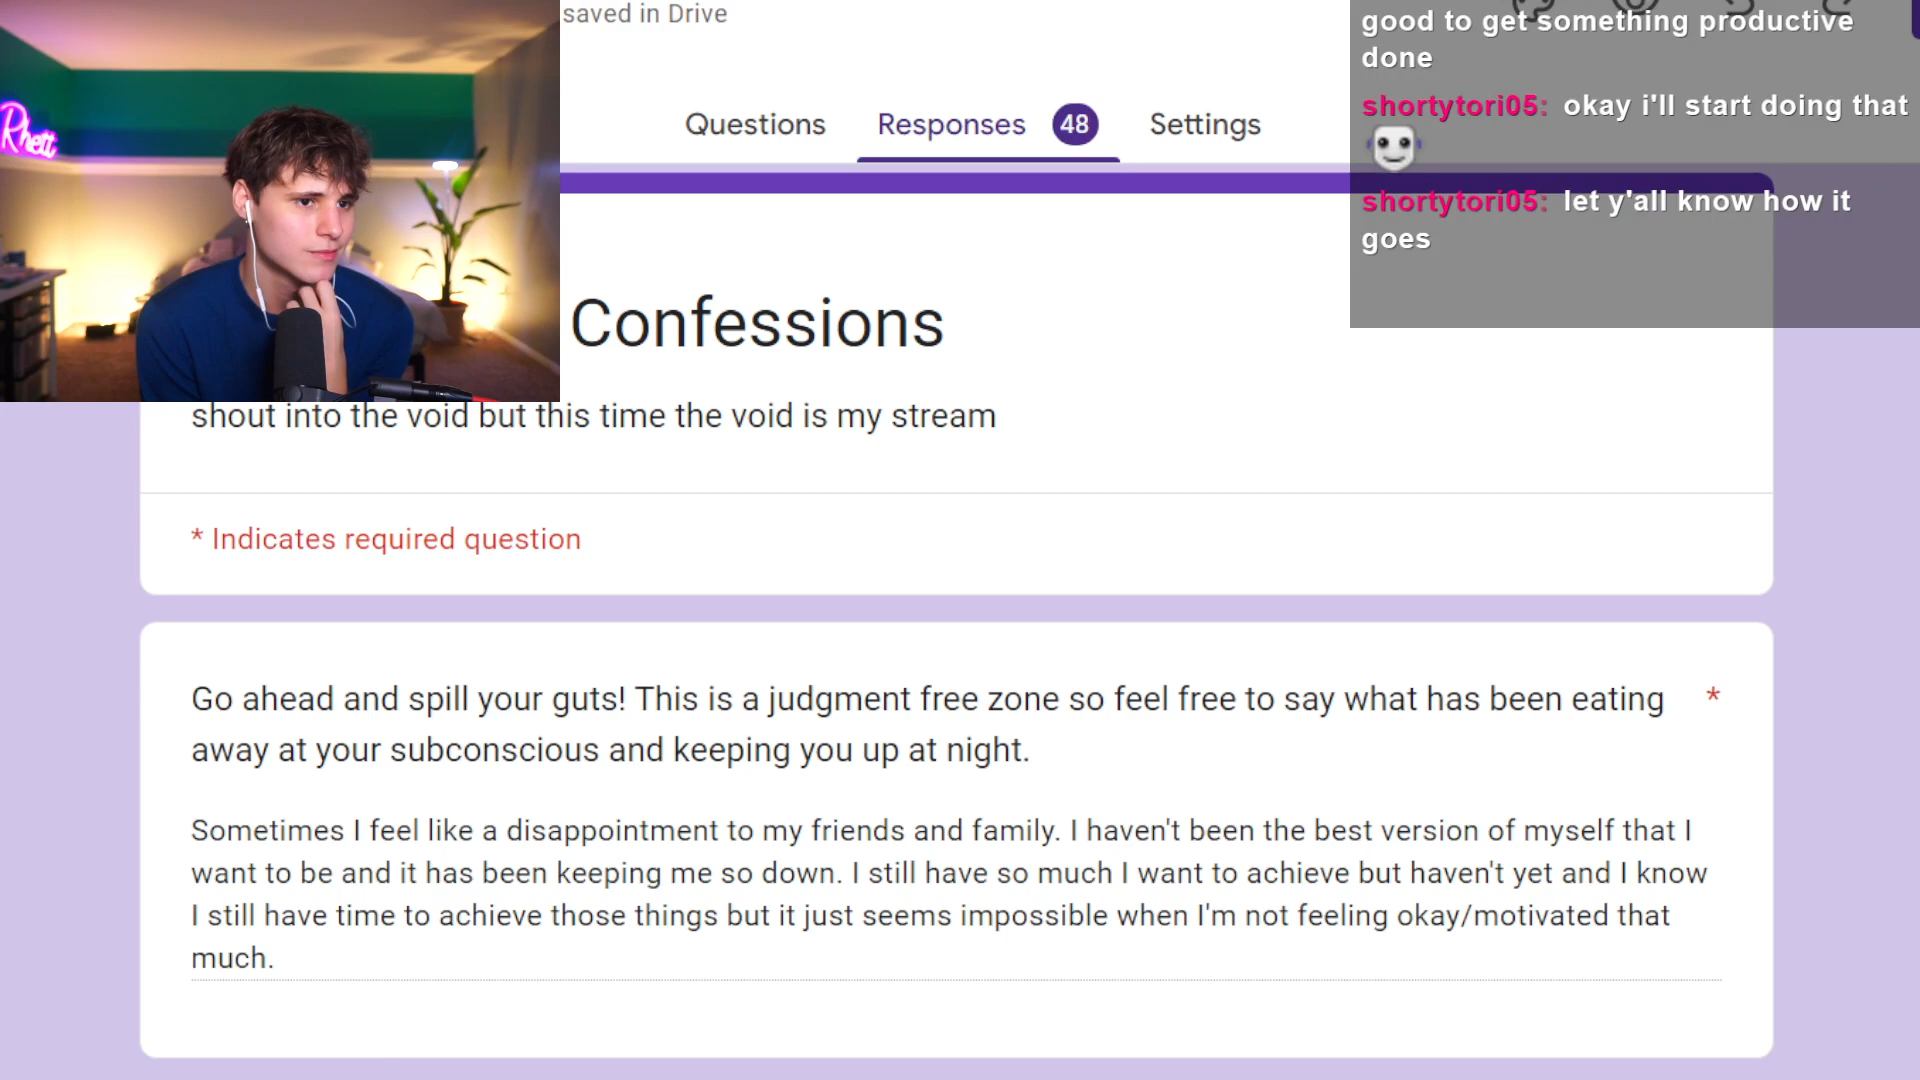 saved in Drive
good to get something productive
done
Questions
Responses
48
Settings
shortytori05: okay i'll start doing that
shortytori05: let y'all know how it
goes
Rhett
Confessions
shout into the void but this time the void is my stream
* Indicates required question
Go ahead and spill your guts! This is a judgment free zone so feel free to say what has been eating *
away at your subconscious and keeping you up at night.
Sometimes I feel like a disappointment to my friends and family. I haven't been the best version of myself that I
want to be and it has been keeping me so down. I still have so much I want to achieve but haven't yet and I know
I still have time to achieve those things but it just seems impossible when I'm not feeling okay/motivated that
much.